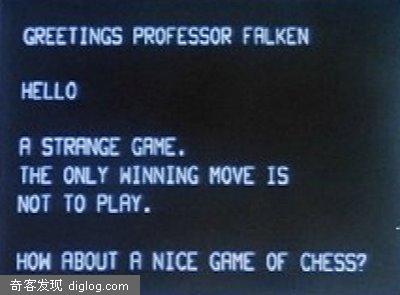 GREETINGS PROFESSOR FALKEN
HELLO
A STRANGE GAME.
THE ONLY WINNING MOVE IS
NOT TO PLAY.
HOW ABOUT A NICE GAME OF CHESS?
奇客发现 diglog.com